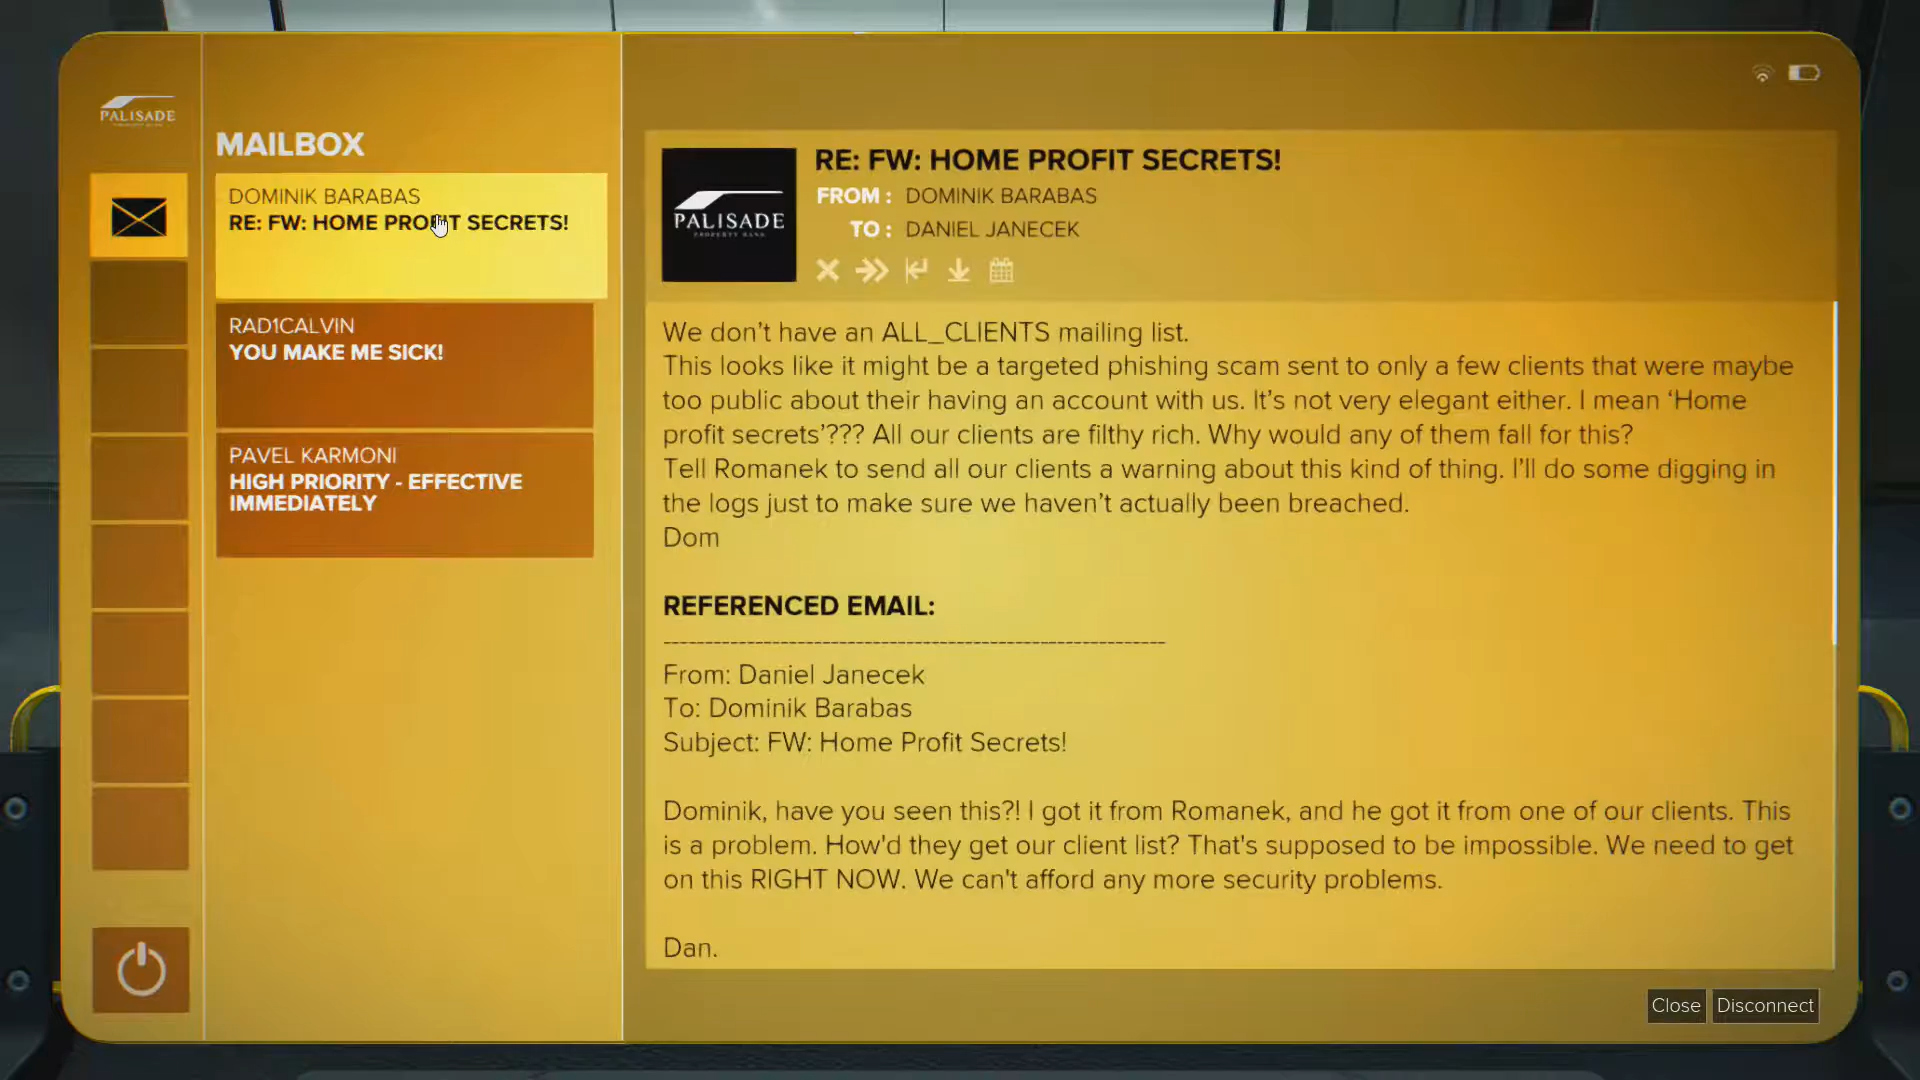 PALISADE
MAILBOX
DOMINIK BARABAS
RE: FW: HOME PROFIT SECRETS!
RAD1CALVIN
YOU MAKE ME SICK!
PAVEL KARMONI
HIGH PRIORITY - EFFECTIVE
IMMEDIATELY
PALISADE
PROPERTY BANK
RE: FW: HOME PROFIT SECRETS!
FROM : DOMINIK BARABAS
TO : DANIEL JANECEK
We don't have an ALL_CLIENTS mailing list.
This looks like it might be a targeted phishing scam sent to only a few clients that were maybe
too public about their having an account with us. It's not very elegant either. I mean 'Home
profit secrets'??? All our clients are filthy rich. Why would any of them fall for this?
Tell Romanek to send all our clients a warning about this kind of thing. I'll do some digging in
the logs just to make sure we haven't actually been breached.
Dom
REFERENCED EMAIL:
------------------------------------------------------------
From: Daniel Janecek
To: Dominik Barabas
Subject: FW: Home Profit Secrets!
Dominik, have you seen this?! I got it from Romanek, and he got it from one of our clients. This
is a problem. How'd they get our client list? That's supposed to be impossible. We need to get
on this RIGHT NOW. We can't afford any more security problems.
Dan.
Close Disconnect